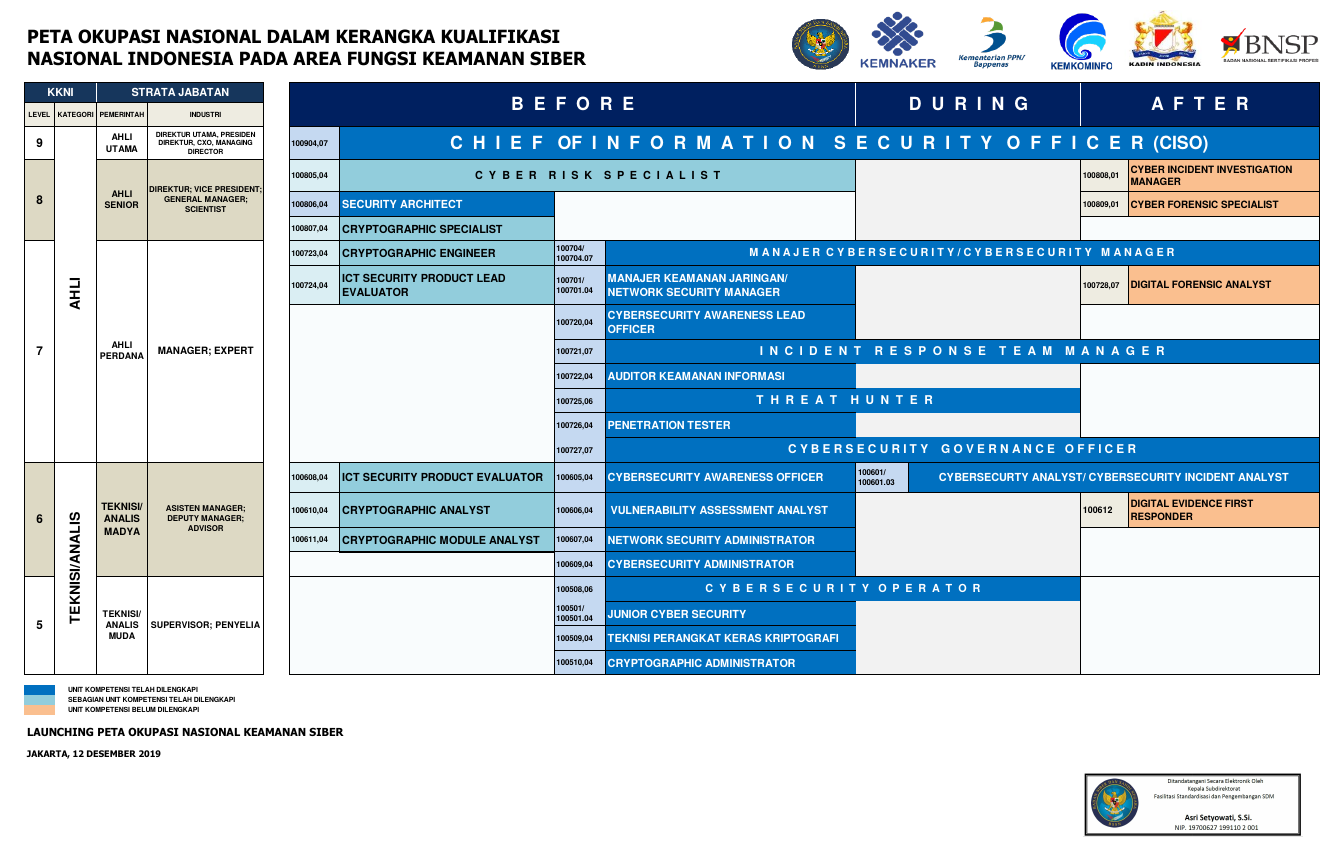 PETA OKUPASI NASIONAL DALAM KERANGKA KUALIFIKASI
NASIONAL INDONESIA PADA AREA FUNGSI KEAMANAN SIBER
KEMNAKER
Kementerian PPN/
Bappenas
KEMKOMINFO
KADIN INDONESIA
BNSP
BADAN NASIONAL SERTIFIKASI PROFESI
KKNI
STRATA JABATAN
LEVEL
KATEGORI
PEMERINTAH
INDUSTRI
BEFORE
DURING
AFTER
9
AHLI
UTAMA
DIREKTUR UTAMA, PRESIDEN
DIREKTUR, CXO, MANAGING
DIRECTOR
100904,07
CHIEF OF INFORMATION SECURITY OFFICER (CISO)
8
AHLI
SENIOR
DIREKTUR; VICE PRESIDENT;
GENERAL MANAGER;
SCIENTIST
100805,04
CYBER RISK SPECIALIST
100808,01
CYBER INCIDENT INVESTIGATION
MANAGER
100806,04
SECURITY ARCHITECT
100809,01
CYBER FORENSIC SPECIALIST
100807,04
CRYPTOGRAPHIC SPECIALIST
AHLI
7
AHLI
PERDANA
MANAGER; EXPERT
100723,04
CRYPTOGRAPHIC ENGINEER
100704/
100704.07
MANAJER CYBERSECURITY/CYBERSECURITY MANAGER
100724,04
ICT SECURITY PRODUCT LEAD
EVALUATOR
100701/
100701.04
MANAJER KEAMANAN JARINGAN/
NETWORK SECURITY MANAGER
100728,07
DIGITAL FORENSIC ANALYST
100720,04
CYBERSECURITY AWARENESS LEAD
OFFICER
100721,07
INCIDENT RESPONSE TEAM MANAGER
100722,04
AUDITOR KEAMANAN INFORMASI
100725,06
THREAT HUNTER
100726,04
PENETRATION TESTER
100727,07
CYBERSECURITY GOVERNANCE OFFICER
TEKNISI/ANALIS
6
TEKNISI/
ANALIS
MADYA
ASISTEN MANAGER;
DEPUTY MANAGER;
ADVISOR
100608,04
ICT SECURITY PRODUCT EVALUATOR
100605,04
CYBERSECURITY AWARENESS OFFICER
100601/
100601.03
CYBERSECURTY ANALYST/ CYBERSECURITY INCIDENT ANALYST
100610,04
CRYPTOGRAPHIC ANALYST
100606,04
VULNERABILITY ASSESSMENT ANALYST
100612
DIGITAL EVIDENCE FIRST
RESPONDER
100611,04
CRYPTOGRAPHIC MODULE ANALYST
100607,04
NETWORK SECURITY ADMINISTRATOR
100609,04
CYBERSECURITY ADMINISTRATOR
5
TEKNISI/
ANALIS
MUDA
SUPERVISOR; PENYELIA
100508,06
CYBERSECURITY OPERATOR
100501/
100501.04
JUNIOR CYBER SECURITY
100509,04
TEKNISI PERANGKAT KERAS KRIPTOGRAFI
100510,04
CRYPTOGRAPHIC ADMINISTRATOR
UNIT KOMPETENSI TELAH DILENGKAPI
SEBAGIAN UNIT KOMPETENSI TELAH DILENGKAPI
UNIT KOMPETENSI BELUM DILENGKAPI
LAUNCHING PETA OKUPASI NASIONAL KEAMANAN SIBER
JAKARTA, 12 DESEMBER 2019
Ditandatangani Secara Elektronik Oleh
Kepala Subdirektorat
Fasilitasi Standardisasi dan Pengembangan SDM
Asri Setyowati, S.Si.
NIP. 19700627 199110 2 001